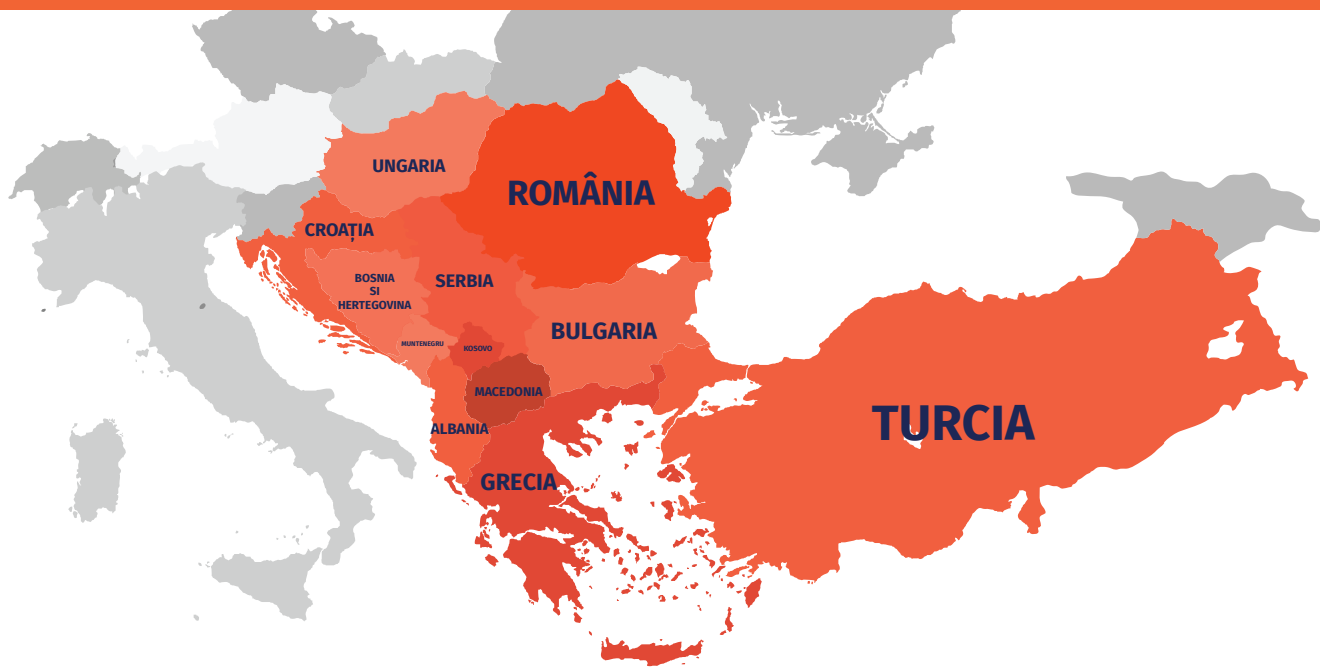 UNGARIA
ROMÂNIA
CROAȚIA
BOSNIA
SI
HERTEGOVINA
SERBIA
BULGARIA
MUNTENEGRU
KOSOVO
MACEDONIA
ALBANIA
TURCIA
GRECIA